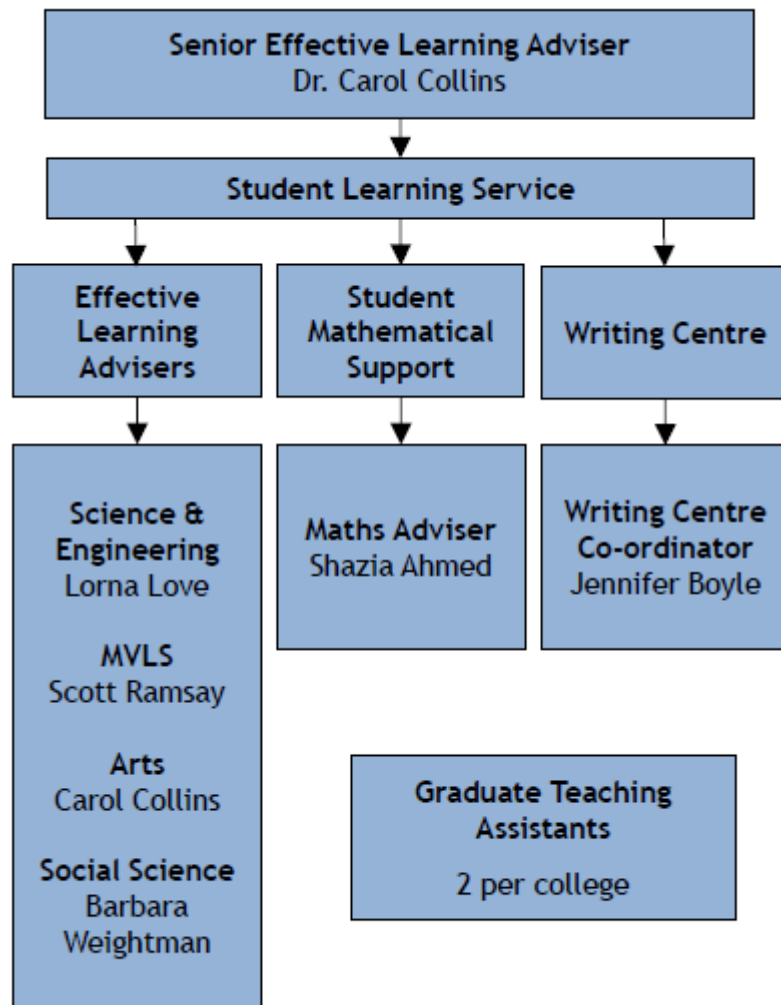 Senior Effective Learning Adviser
Dr. Carol Collins
Student Learning Service
Effective
Learning
Advisers
Student
Mathematical
Support
Writing Centre
Science &
Engineering
Lorna Love
MVLS
Scott Ramsay
Arts
Carol Collins
Social Science
Barbara
Weightman
Maths Adviser
Shazia Ahmed
Writing Centre
Co-ordinator
Jennifer Boyle
Graduate Teaching
Assistants
2 per college